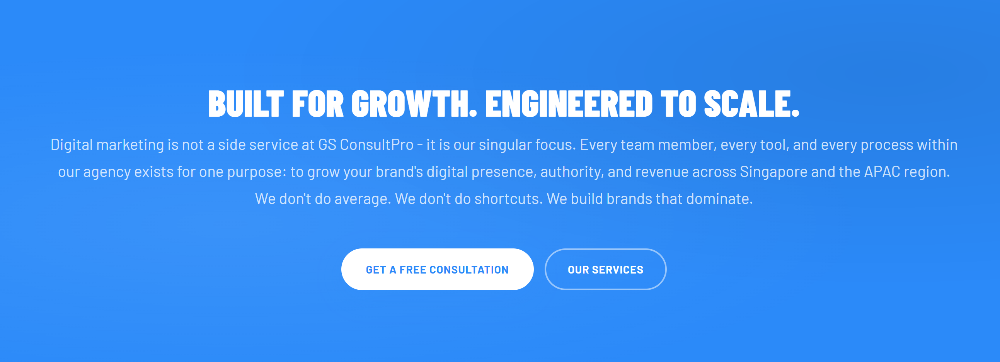 BUILT FOR GROWTH. ENGINEERED TO SCALE.
Digital marketing is not a side service at GS ConsultPro - it is our singular focus. Every team member, every tool, and every process within
our agency exists for one purpose: to grow your brand's digital presence, authority, and revenue across Singapore and the APAC region.
We don't do average. We don't do shortcuts. We build brands that dominate.
GET A FREE CONSULTATION
OUR SERVICES